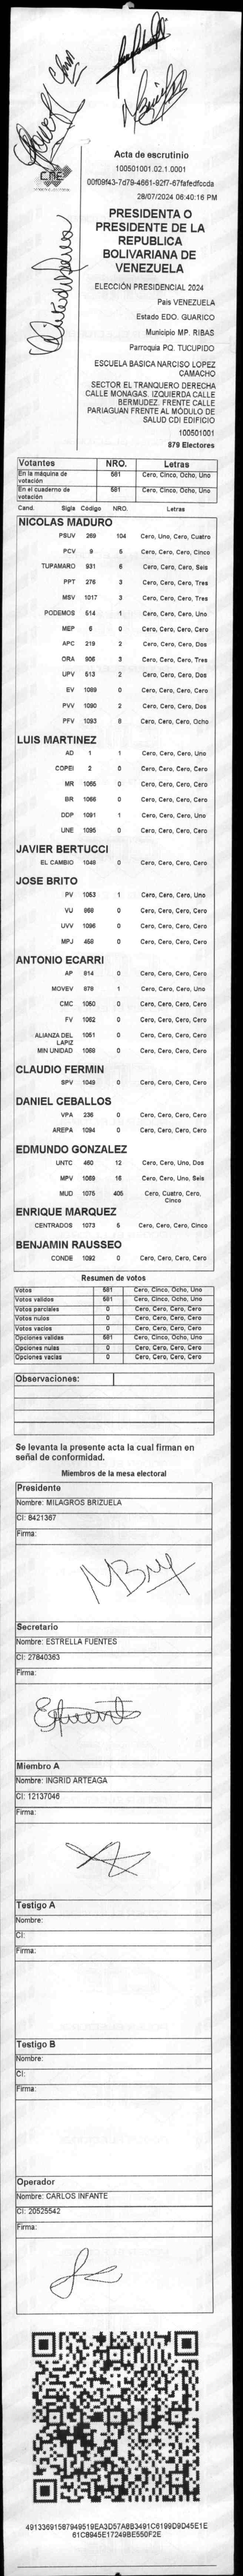 CNE
Acta de escrutinio
100501001.02.1.0001
00f09f43-7d79-4661-92f7-67fafedfccda
28/07/2024 06:40:16 PM
PRESIDENTA O
PRESIDENTE DE LA
REPUBLICA
BOLIVARIANA DE
VENEZUELA
ELECCIÓN PRESIDENCIAL 2024
País VENEZUELA
Estado EDO. GUARICO
Municipio MP. RIBAS
Parroquia PQ. TUCUPIDO
ESCUELA BASICA NARCISO LOPEZ
CAMACHO
SECTOR EL TRANQUERO DERECHA
CALLE MONAGAS. IZQUIERDA CALLE
BERMUDEZ. FRENTE CALLE
PARIAGUAN FRENTE AL MÓDULO DE
SALUD CDI EDIFICIO
100501001
879 Electores
Votantes NRO. Letras
En la máquina de votación 581 Cero, Cinco, Ocho, Uno
En el cuaderno de votación 581 Cero, Cinco, Ocho, Uno
Cand. Sigla Código NRO. Letras
NICOLAS MADURO
PSUV 269 104 Cero, Uno, Cero, Cuatro
PCV 9 5 Cero, Cero, Cero, Cinco
TUPAMARO 931 6 Cero, Cero, Cero, Seis
PPT 276 3 Cero, Cero, Cero, Tres
MSV 1017 3 Cero, Cero, Cero, Tres
PODEMOS 514 1 Cero, Cero, Cero, Uno
MEP 6 0 Cero, Cero, Cero, Cero
APC 219 2 Cero, Cero, Cero, Dos
ORA 906 3 Cero, Cero, Cero, Tres
UPV 513 2 Cero, Cero, Cero, Dos
EV 1089 0 Cero, Cero, Cero, Cero
PVV 1090 2 Cero, Cero, Cero, Dos
PFV 1093 8 Cero, Cero, Cero, Ocho
LUIS MARTINEZ
AD 1 1 Cero, Cero, Cero, Uno
COPEI 2 0 Cero, Cero, Cero, Cero
MR 1065 0 Cero, Cero, Cero, Cero
BR 1066 0 Cero, Cero, Cero, Cero
DDP 1091 1 Cero, Cero, Cero, Uno
UNE 1095 0 Cero, Cero, Cero, Cero
JAVIER BERTUCCI
EL CAMBIO 1048 0 Cero, Cero, Cero, Cero
JOSE BRITO
PV 1053 1 Cero, Cero, Cero, Uno
VU 868 0 Cero, Cero, Cero, Cero
UVV 1096 0 Cero, Cero, Cero, Cero
MPJ 458 0 Cero, Cero, Cero, Cero
ANTONIO ECARRI
AP 814 0 Cero, Cero, Cero, Cero
MOVEV 878 1 Cero, Cero, Cero, Uno
CMC 1050 0 Cero, Cero, Cero, Cero
FV 1062 0 Cero, Cero, Cero, Cero
ALIANZA DEL LAPIZ 1051 0 Cero, Cero, Cero, Cero
MIN UNIDAD 1088 0 Cero, Cero, Cero, Cero
CLAUDIO FERMIN
SPV 1049 0 Cero, Cero, Cero, Cero
DANIEL CEBALLOS
VPA 236 0 Cero, Cero, Cero, Cero
AREPA 1094 0 Cero, Cero, Cero, Cero
EDMUNDO GONZALEZ
UNTC 460 12 Cero, Cero, Uno, Dos
MPV 1069 16 Cero, Cero, Uno, Seis
MUD 1075 405 Cero, Cuatro, Cero, Cinco
ENRIQUE MARQUEZ
CENTRADOS 1073 5 Cero, Cero, Cero, Cinco
BENJAMIN RAUSSEO
CONDE 1092 0 Cero, Cero, Cero, Cero
Resumen de votos
Votos 581 Cero, Cinco, Ocho, Uno
Votos validos 581 Cero, Cinco, Ocho, Uno
Votos parciales 0 Cero, Cero, Cero, Cero
Votos nulos 0 Cero, Cero, Cero, Cero
Votos vacios 0 Cero, Cero, Cero, Cero
Opciones validas 581 Cero, Cinco, Ocho, Uno
Opciones nulas 0 Cero, Cero, Cero, Cero
Opciones vacias 0 Cero, Cero, Cero, Cero
Observaciones:
Se levanta la presente acta la cual firman en
señal de conformidad.
Miembros de la mesa electoral
Presidente
Nombre: MILAGROS BRIZUELA
CI: 8421367
Firma:
Secretario
Nombre: ESTRELLA FUENTES
CI: 27840363
Firma:
Miembro A
Nombre: INGRID ARTEAGA
CI: 12137046
Firma:
Testigo A
Nombre:
CI:
Firma:
Testigo B
Nombre:
CI:
Firma:
Operador
Nombre: CARLOS INFANTE
CI: 20525542
Firma:
49133691587949519EA3D57A8B3491C6199D9D45E1E
61C8945E17249BE550F2E